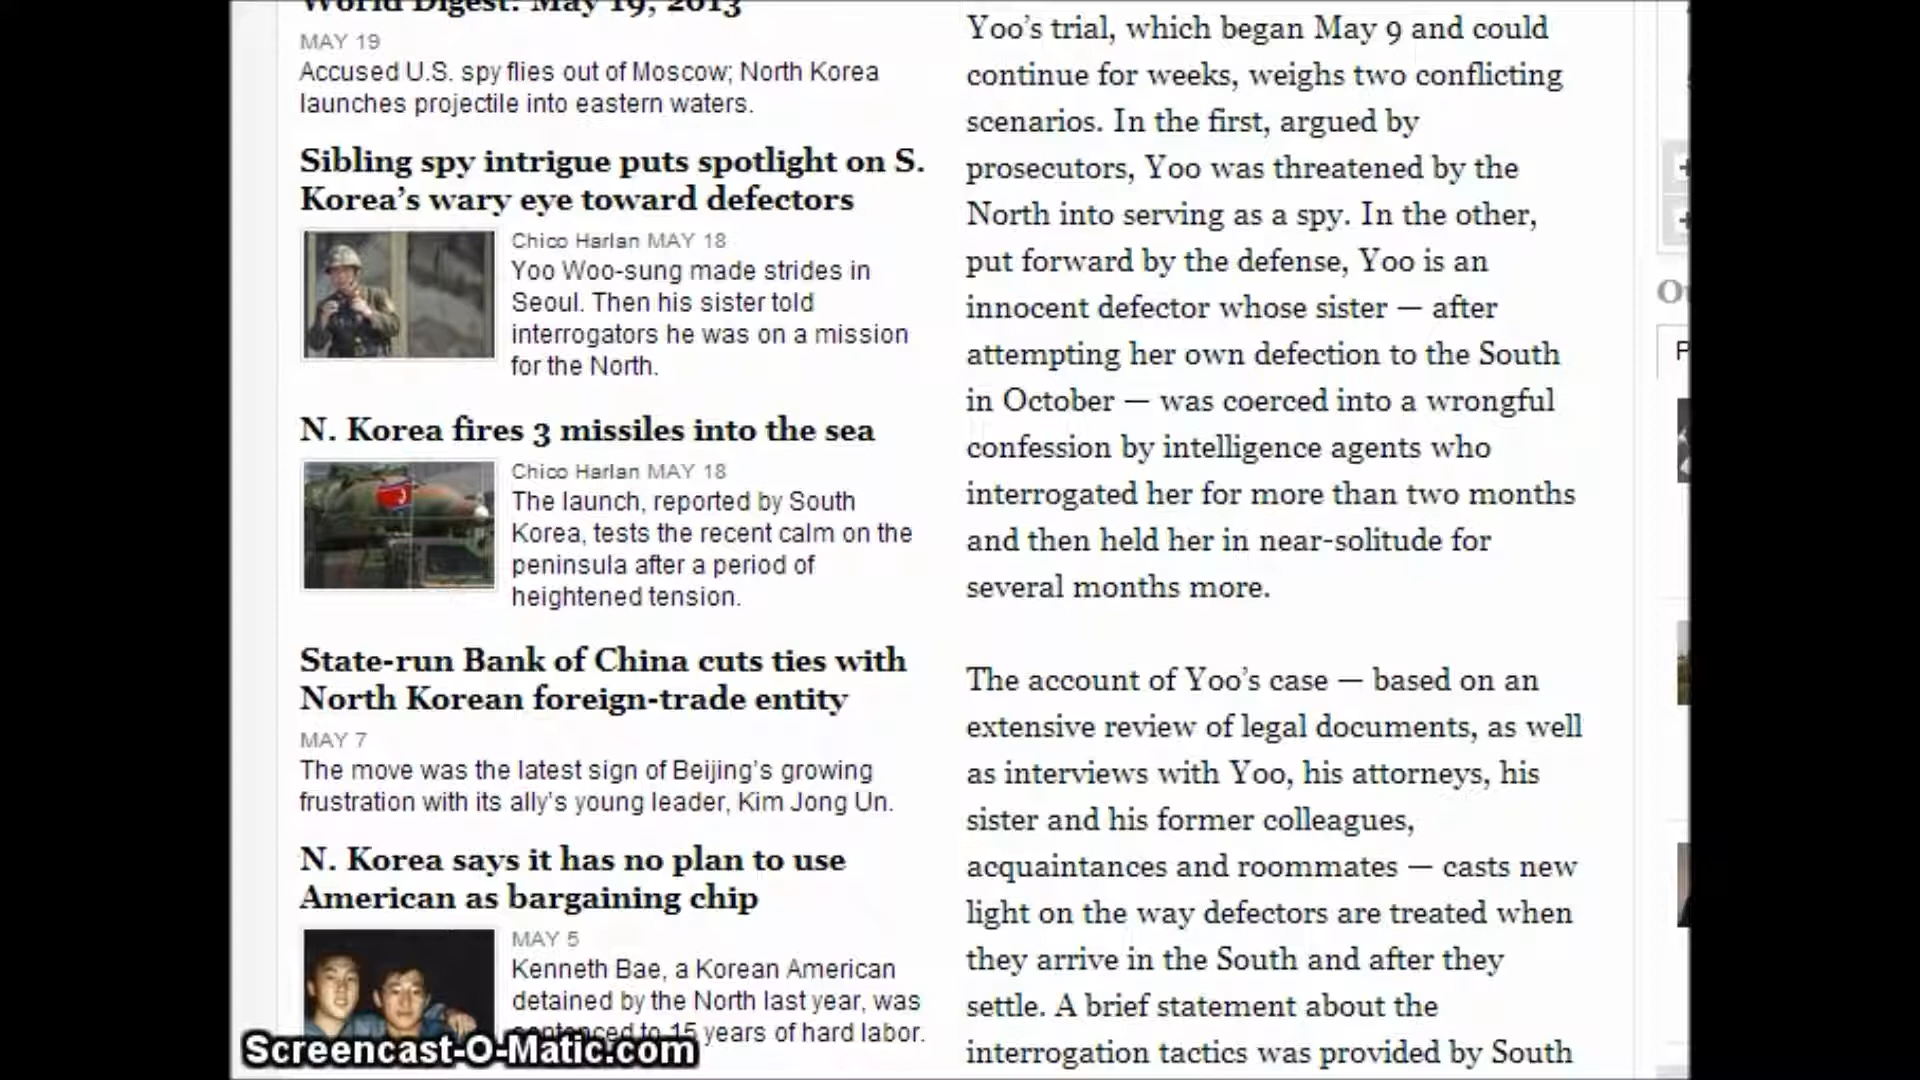 World Digest: May 19, 2013
MAY 19
Accused U.S. spy flies out of Moscow; North Korea
launches projectile into eastern waters.
Sibling spy intrigue puts spotlight on S.
Korea’s wary eye toward defectors
Chico Harlan MAY 18
Yoo Woo-sung made strides in
Seoul. Then his sister told
interrogators he was on a mission
for the North.
N. Korea fires 3 missiles into the sea
Chico Harlan MAY 18
The launch, reported by South
Korea, tests the recent calm on the
peninsula after a period of
heightened tension.
State-run Bank of China cuts ties with
North Korean foreign-trade entity
MAY 7
The move was the latest sign of Beijing’s growing
frustration with its ally’s young leader, Kim Jong Un.
N. Korea says it has no plan to use
American as bargaining chip
MAY 5
Kenneth Bae, a Korean American
detained by the North last year, was
sentenced to 15 years of hard labor.
Yoo’s trial, which began May 9 and could
continue for weeks, weighs two conflicting
scenarios. In the first, argued by
prosecutors, Yoo was threatened by the
North into serving as a spy. In the other,
put forward by the defense, Yoo is an
innocent defector whose sister — after
attempting her own defection to the South
in October — was coerced into a wrongful
confession by intelligence agents who
interrogated her for more than two months
and then held her in near-solitude for
several months more.
The account of Yoo’s case — based on an
extensive review of legal documents, as well
as interviews with Yoo, his attorneys, his
sister and his former colleagues,
acquaintances and roommates — casts new
light on the way defectors are treated when
they arrive in the South and after they
settle. A brief statement about the
interrogation tactics was provided by South
Screencast-O-Matic.com